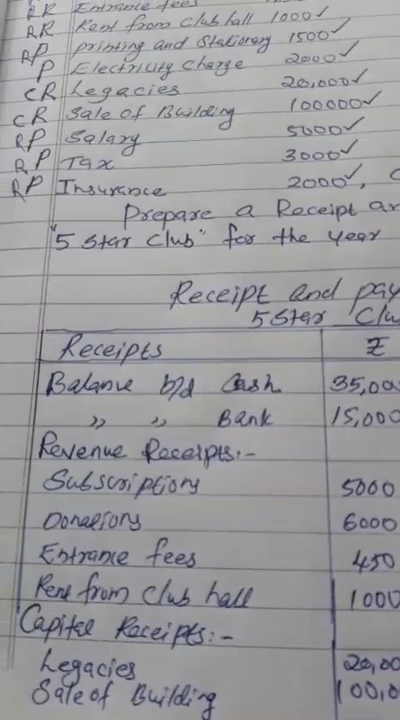 RR Entrance fees
RR Rent from Club hall 1000✓
RP printing and Stationary 1500✓
P Electricity Charge 2000✓
CR Legacies 20,000✓
CR Sale of Building 100000✓
RP Salary 5000✓
RP Tax 3000✓
RP Insurance 2000✓,
Prepare a Receipt a
"5 Star Club" for the year
Receipt and pay
5 Star Clu
Receipts ₹
Balance b/d Cash 35,00
,, ,, Bank 15,000
Revenue Receipts:-
Subscriptions 5000
Donations 6000
Entrance fees 450
Rent from Club hall 1000
Capital Receipts:-
Legacies 20,00
Sale of Building 100,0